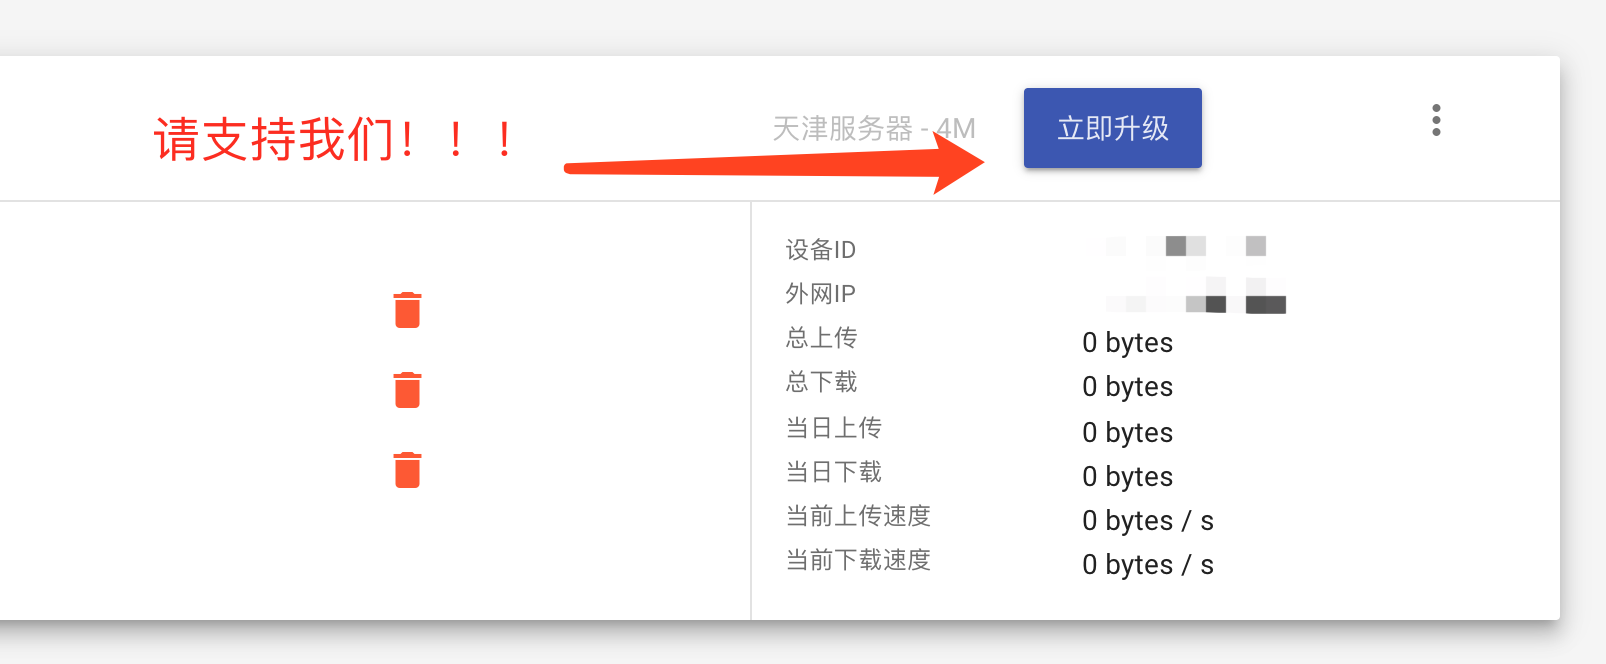 请支持我们！！！
天津服务器 - 4M
立即升级
设备ID
外网IP
总上传 0 bytes
总下载 0 bytes
当日上传 0 bytes
当日下载 0 bytes
当前上传速度 0 bytes / s
当前下载速度 0 bytes / s